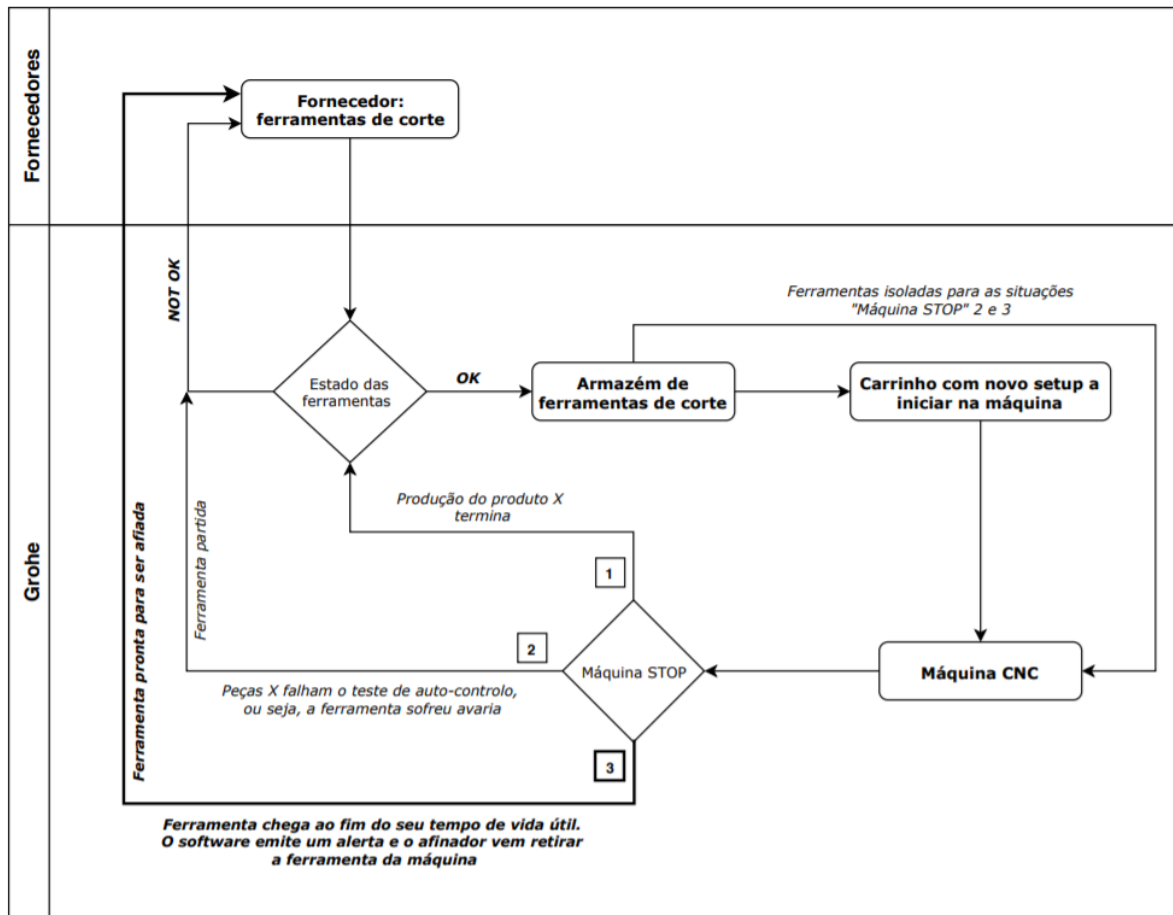 Fornecedores
Fornecedor:
ferramentas de corte
NOT OK
Ferramentas isoladas para as situações
"Máquina STOP" 2 e 3
Estado das
ferramentas
OK
Armazém de
ferramentas de corte
Carrinho com novo setup a
iniciar na máquina
Grohe
Ferramenta pronta para ser afiada
Ferramenta partida
Produção do produto X
termina
1
2
Máquina STOP
Máquina CNC
Peças X falham o teste de auto-controlo,
ou seja, a ferramenta sofreu avaria
3
Ferramenta chega ao fim do seu tempo de vida útil.
O software emite um alerta e o afinador vem retirar
a ferramenta da máquina